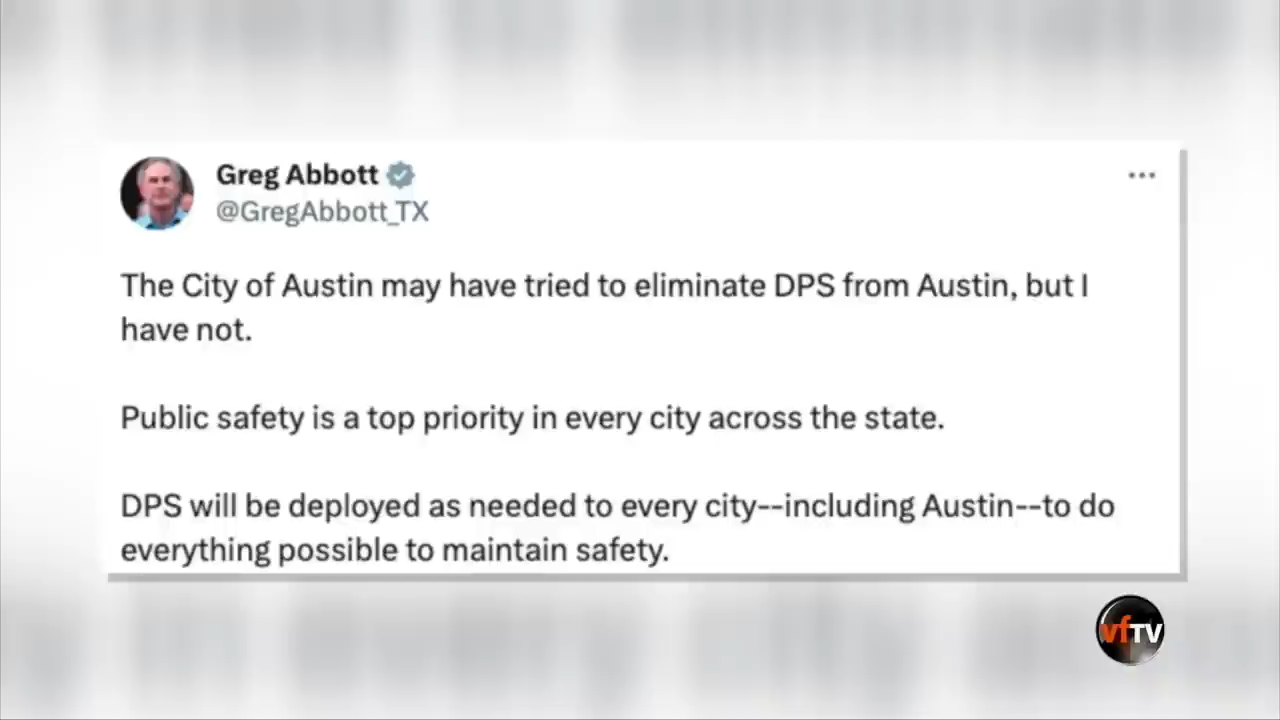 Greg Abbott
@GregAbbott_TX
The City of Austin may have tried to eliminate DPS from Austin, but I
have not.
Public safety is a top priority in every city across the state.
DPS will be deployed as needed to every city--including Austin--to do
everything possible to maintain safety.
vfTV